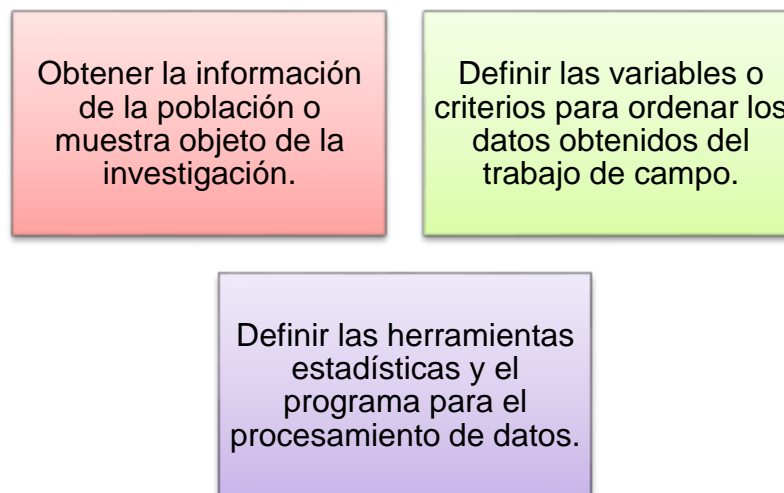 Obtener la información
de la población o
muestra objeto de la
investigación.
Definir las variables o
criterios para ordenar los
datos obtenidos del
trabajo de campo.
Definir las herramientas
estadísticas y el
programa para el
procesamiento de datos.